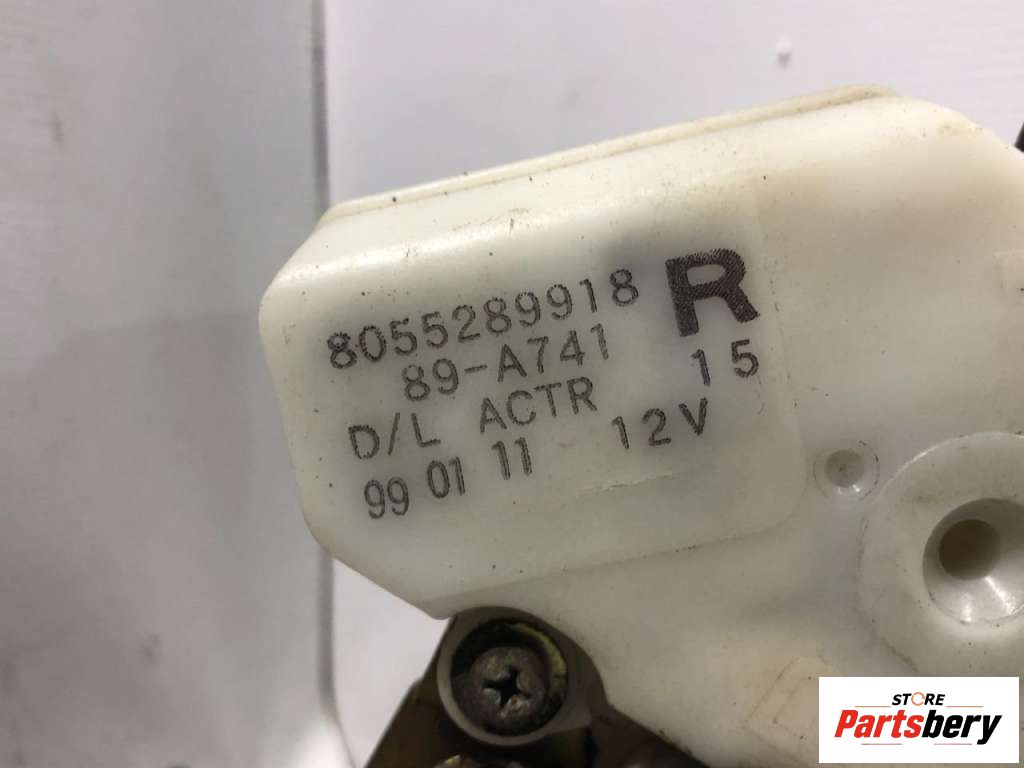 8055289918 R
89-A741
D/L ACTR 15
99 01 11 12V
STORE
Partsbery